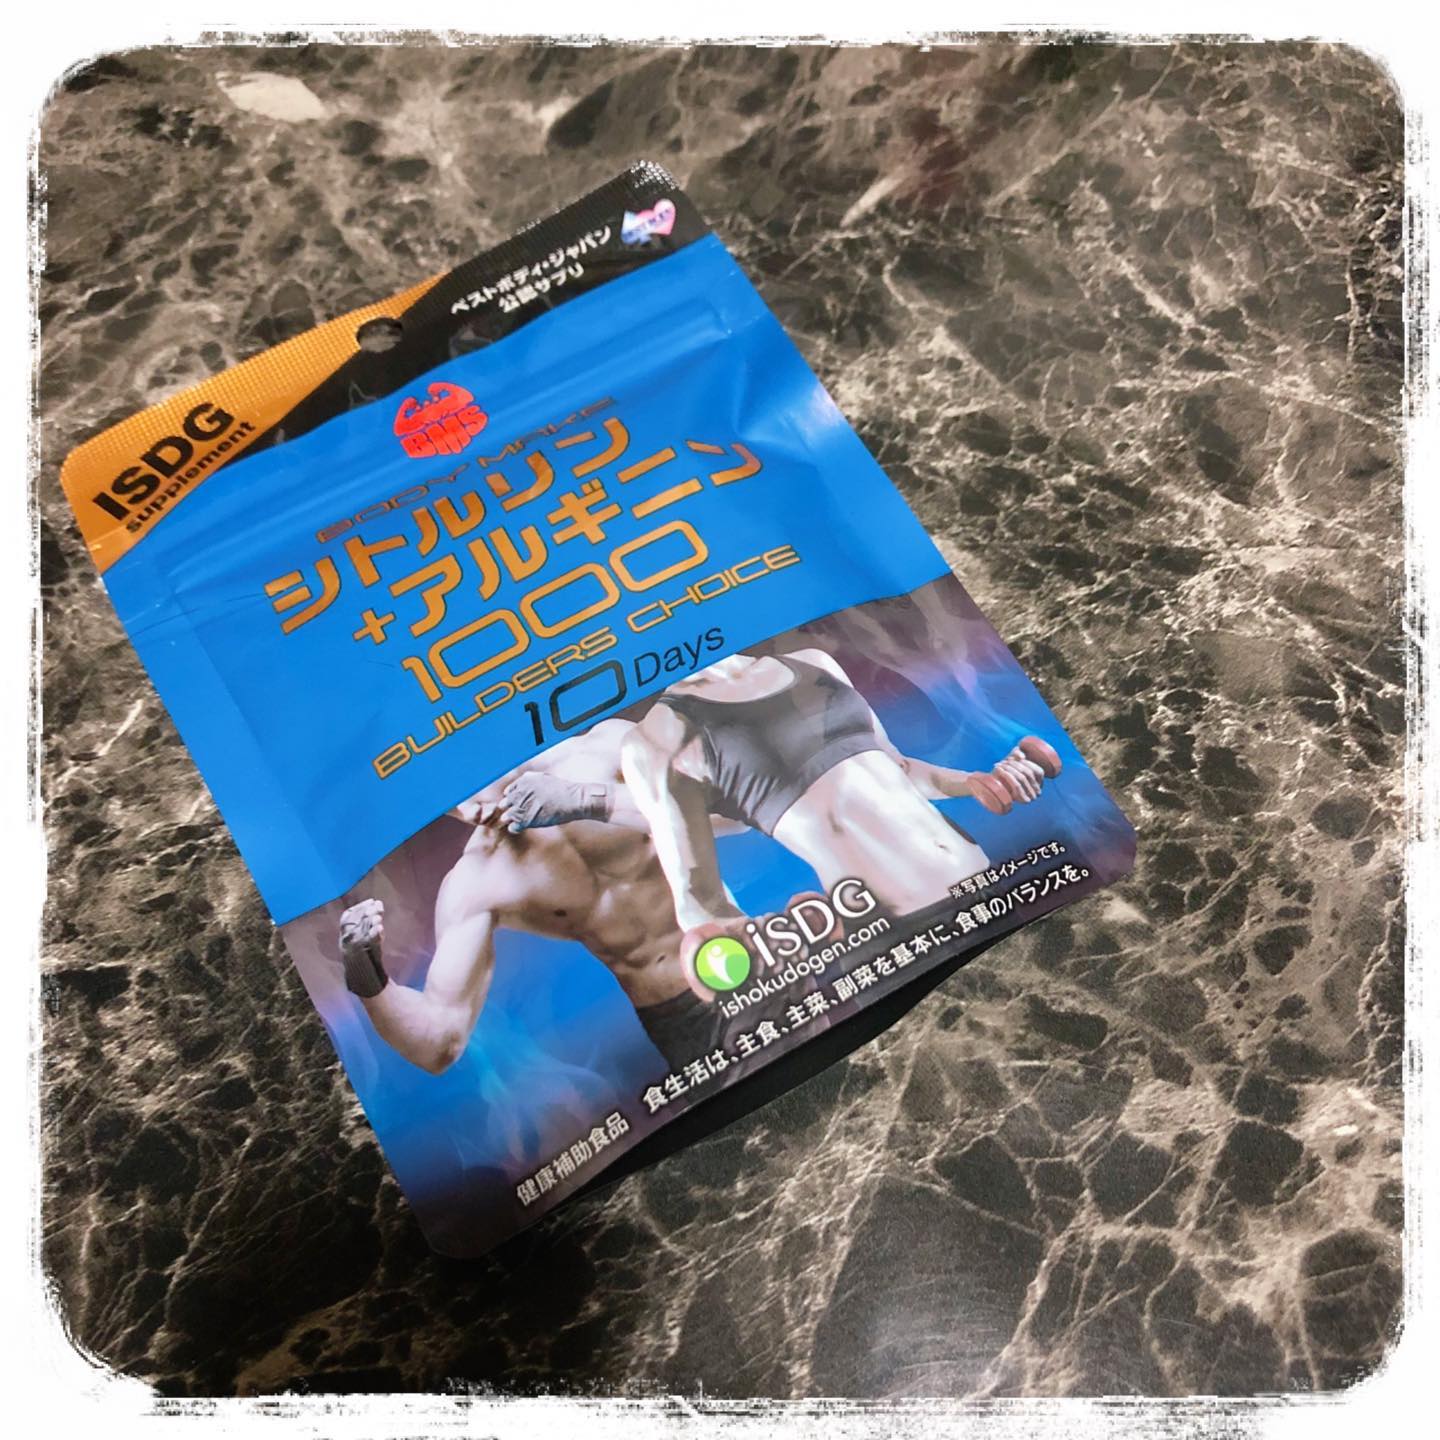 ベストボディ・ジャパン
公認サプリ
ISDG
supplement
BMS
BODY MAKE
シトルリン
+アルギニン
1000
BUILDERS CHOICE
10Days
※写真はイメージです。
iSDG
ishokudogen.com
健康補助食品 食生活は、主食、主菜、副菜を基本に、食事のバランスを。